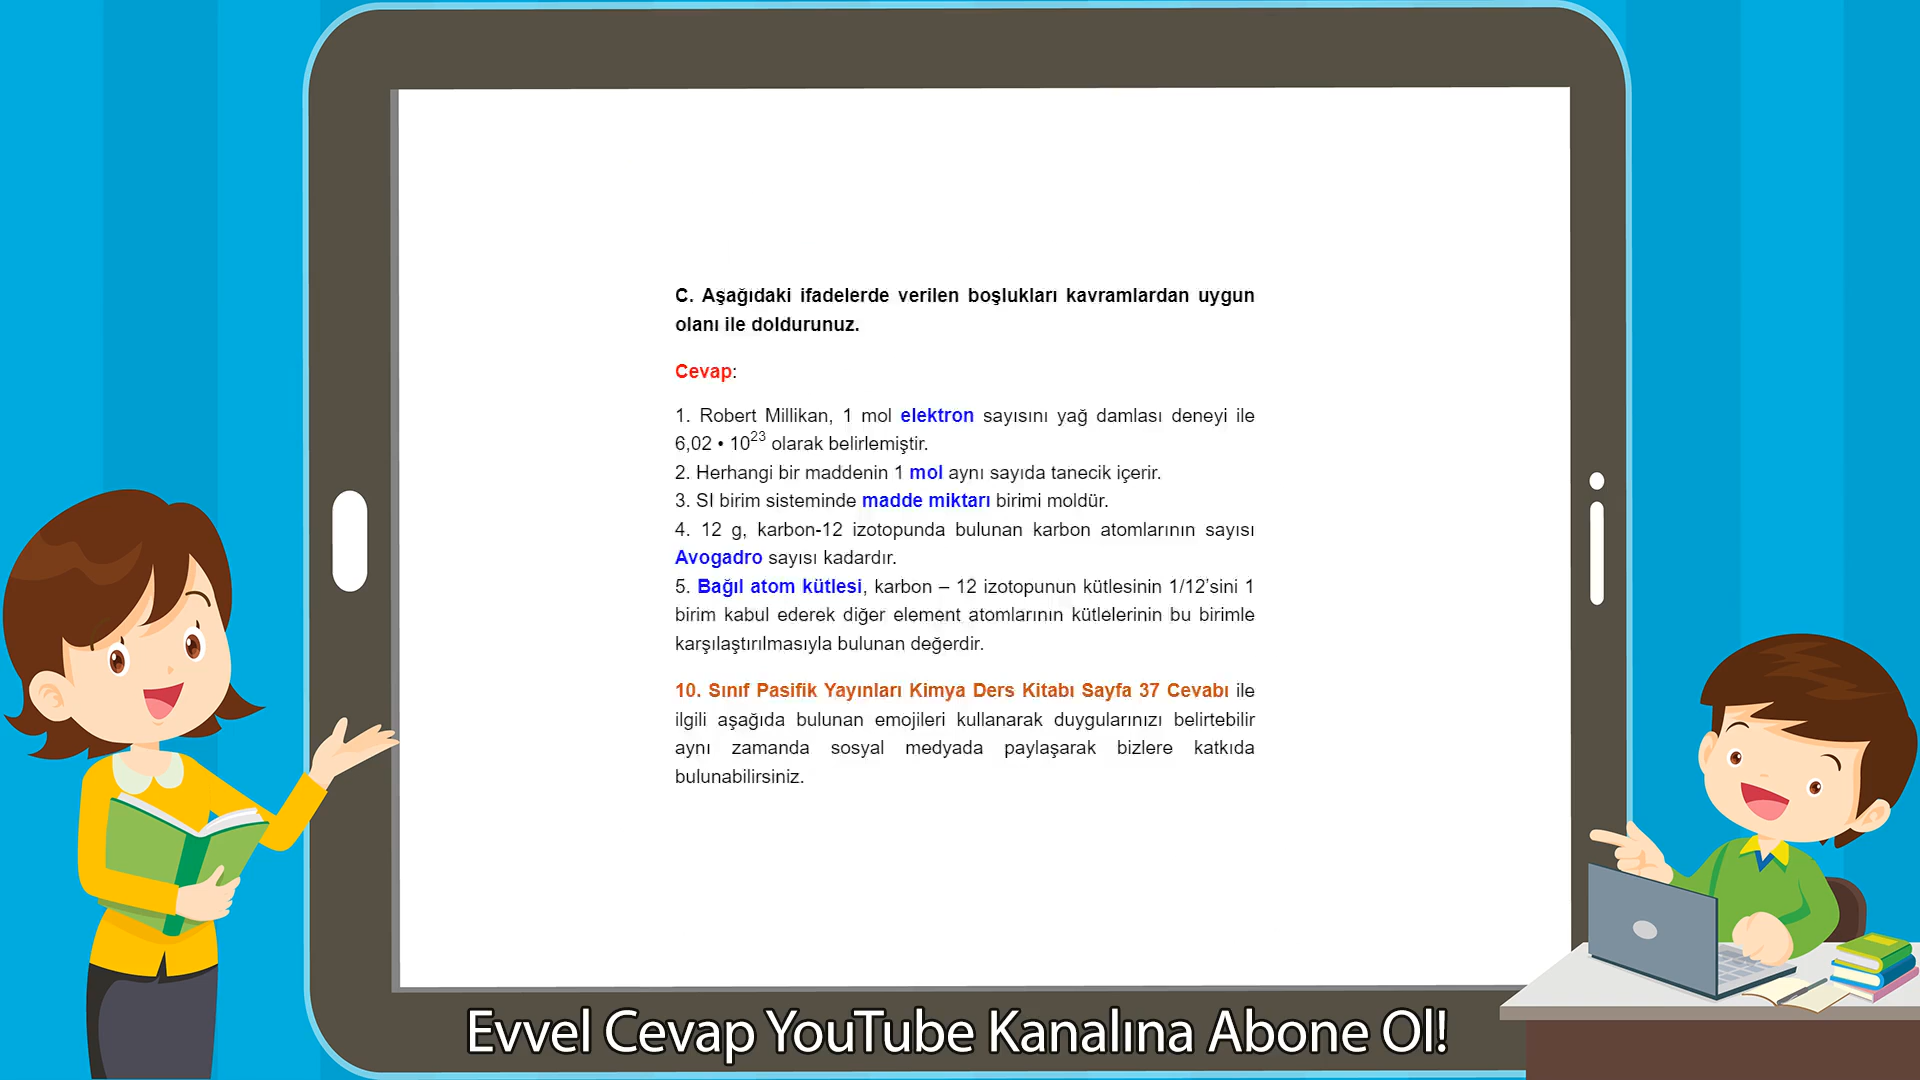 C. Aşağıdaki ifadelerde verilen boşlukları kavramlardan uygun
olanı ile doldurunuz.
Cevap:
1. Robert Millikan, 1 mol elektron sayısını yağ damlası deneyi ile
6,02 • 10²³ olarak belirlemiştir.
2. Herhangi bir maddenin 1 mol aynı sayıda tanecik içerir.
3. SI birim sisteminde madde miktarı birimi moldür.
4. 12 g, karbon-12 izotopunda bulunan karbon atomlarının sayısı
Avogadro sayısı kadardır.
5. Bağıl atom kütlesi, karbon – 12 izotopunun kütlesinin 1/12’sini 1
birim kabul ederek diğer element atomlarının kütlelerinin bu birimle
karşılaştırılmasıyla bulunan değerdir.
10. Sınıf Pasifik Yayınları Kimya Ders Kitabı Sayfa 37 Cevabı ile
ilgili aşağıda bulunan emojileri kullanarak duygularınızı belirtebilir
aynı zamanda sosyal medyada paylaşarak bizlere katkıda
bulunabilirsiniz.
Evvel Cevap YouTube Kanalına Abone Ol!